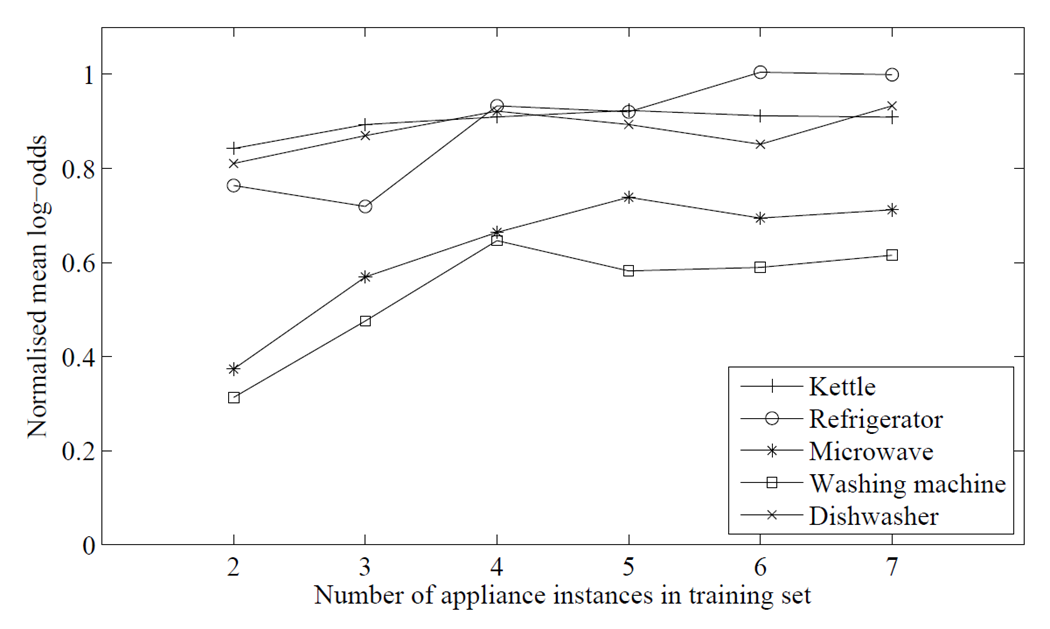 Normalised mean log−odds
1
0.8
0.6
0.4
0.2
0
2 3 4 5 6 7
Number of appliance instances in training set
Kettle
Refrigerator
Microwave
Washing machine
Dishwasher